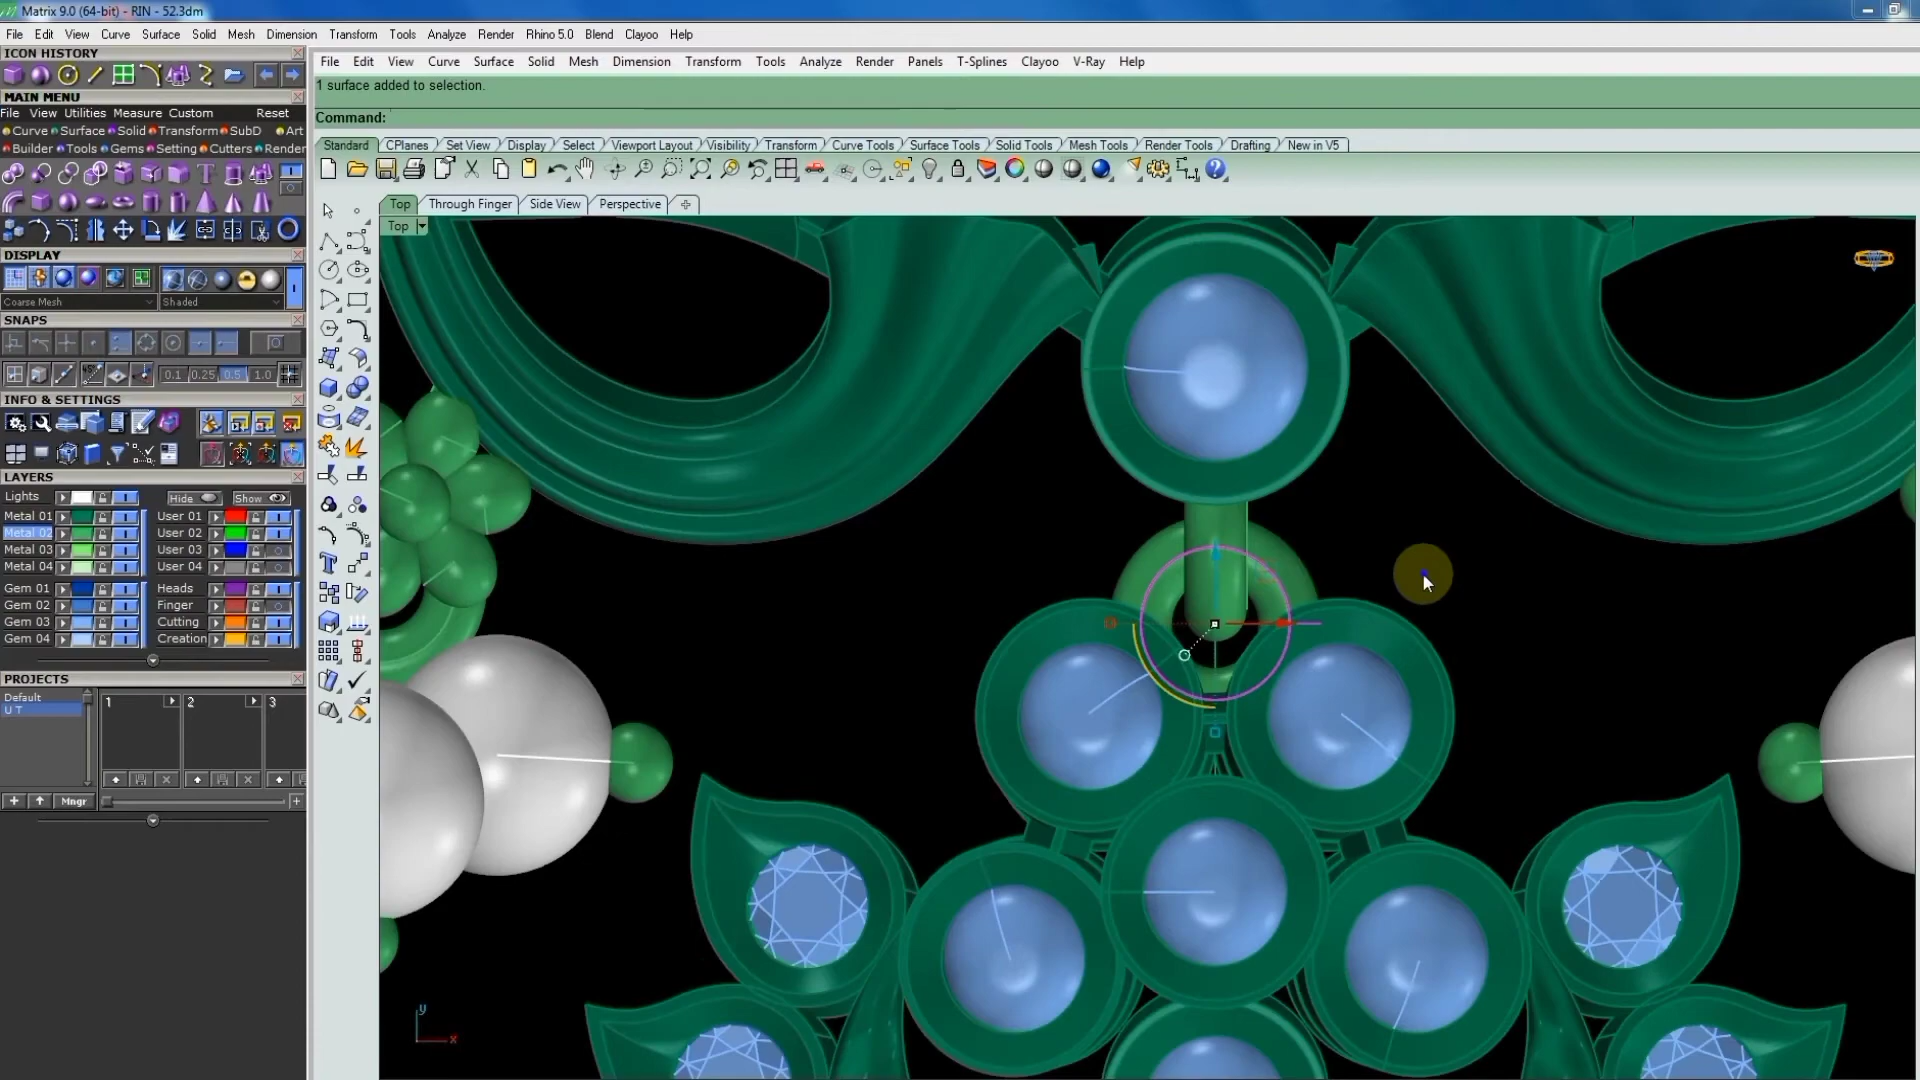 Matrix 9.0 (64-bit) - RIN - 52.3dm
File Edit View Curve Surface Solid Mesh Dimension Transform Tools Analyze Render Rhino 5.0 Blend Clayoo Help
ICON HISTORY
MAIN MENU
File View Utilities Measure Custom Reset
Curve Surface Solid Transform SubD Art
Builder Tools Gems Setting Cutters Render
DISPLAY
Coarse Mesh Shaded
SNAPS
0.1 0.25 0.5 1.0
INFO & SETTINGS
LAYERS
Lights Hide Show
Metal 01 User 01
Metal 02 User 02
Metal 03 User 03
Metal 04 User 04
Gem 01 Heads
Gem 02 Finger
Gem 03 Cutting
Gem 04 Creation
PROJECTS
Default
U T
1 2 3
Mngr
File Edit View Curve Surface Solid Mesh Dimension Transform Tools Analyze Render Panels T-Splines Clayoo V-Ray Help
1 surface added to selection.
Command:
Standard CPlanes Set View Display Select Viewport Layout Visibility Transform Curve Tools Surface Tools Solid Tools Mesh Tools Render Tools Drafting New in V5
Top Through Finger Side View Perspective
Top
y
x